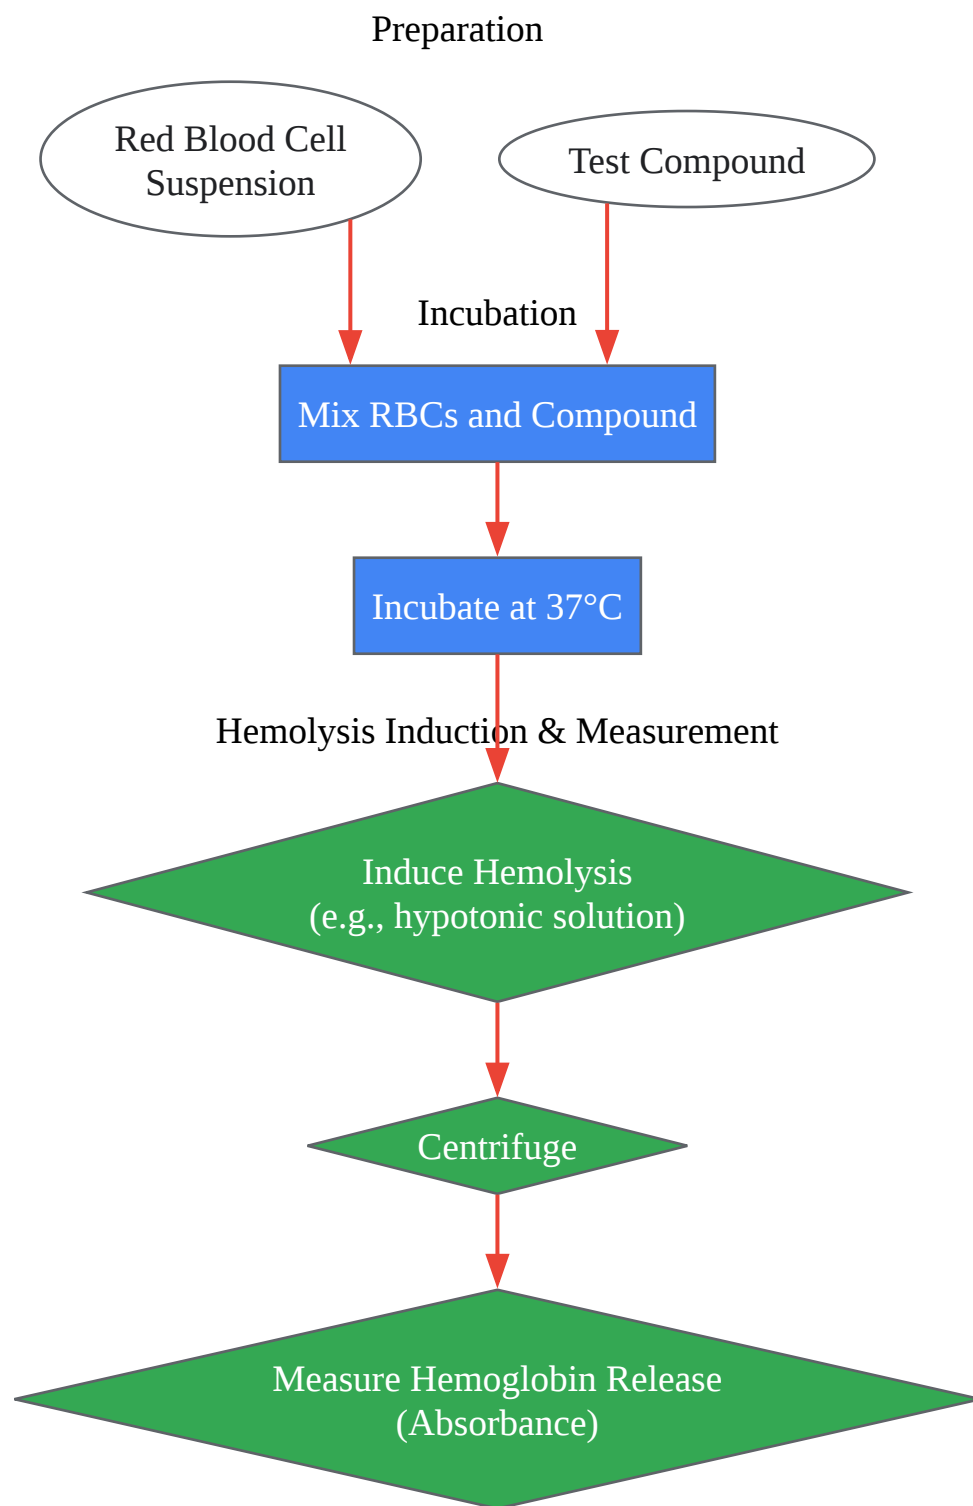 Preparation
Red Blood Cell
Suspension
Test Compound
Incubation
Mix RBCs and Compound
Incubate at 37°C
Hemolysis Induction & Measurement
Induce Hemolysis
(e.g., hypotonic solution)
Centrifuge
Measure Hemoglobin Release
(Absorbance)